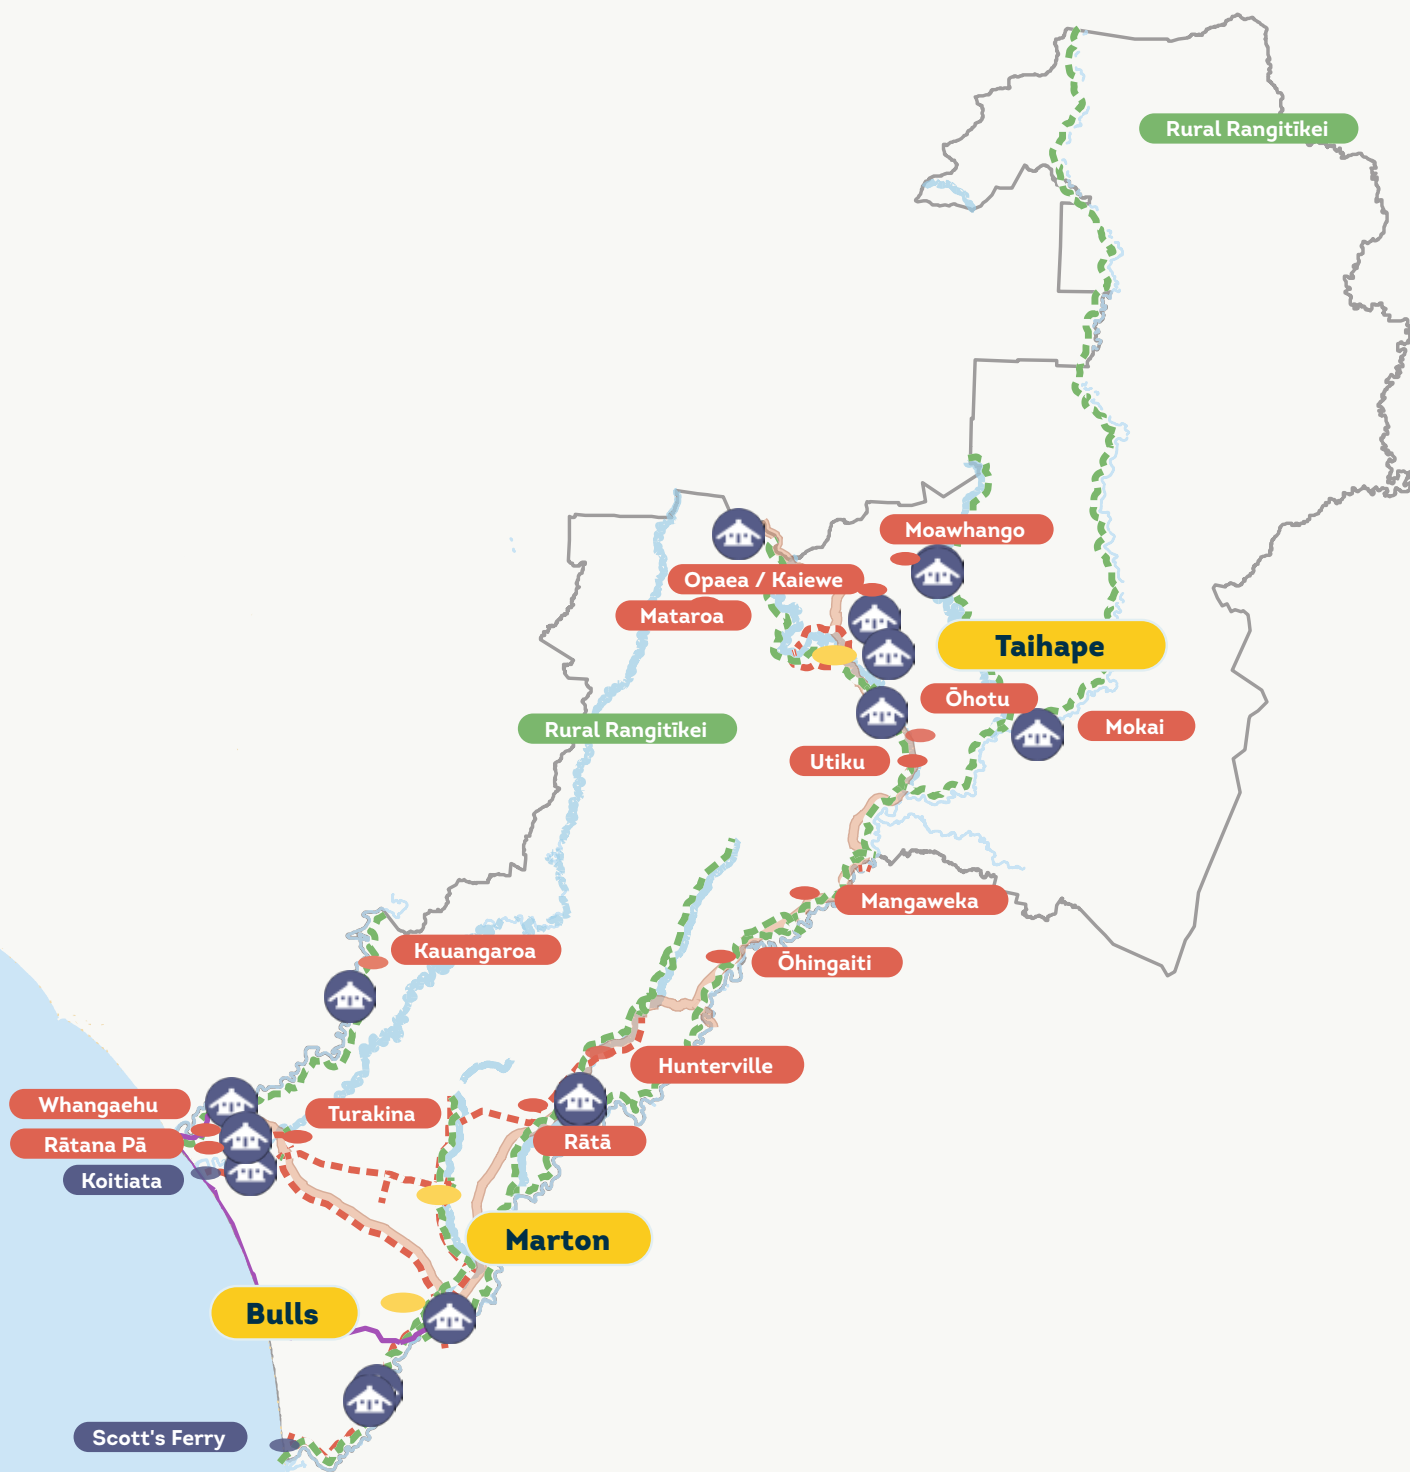 Rural Rangitīkei
Moawhango
Opaea / Kaiewe
Mataroa
Taihape
Ōhotu
Mokai
Rural Rangitīkei
Utiku
Mangaweka
Kauangaroa
Ōhingaiti
Hunterville
Whangaehu
Turakina
Rātana Pā
Rātā
Koitiata
Marton
Bulls
Scott's Ferry